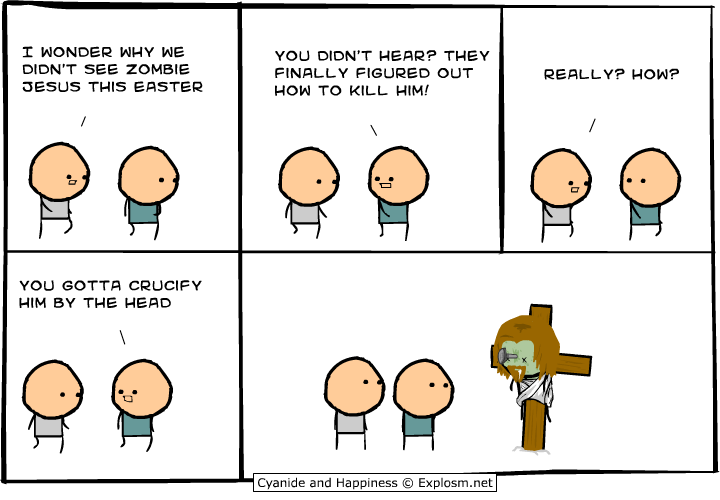 I WONDER WHY WE
DIDN'T SEE ZOMBIE
JESUS THIS EASTER
YOU DIDN'T HEAR? THEY
FINALLY FIGURED OUT
HOW TO KILL HIM!
REALLY? HOW?
YOU GOTTA CRUCIFY
HIM BY THE HEAD
Cyanide and Happiness © Explosm.net